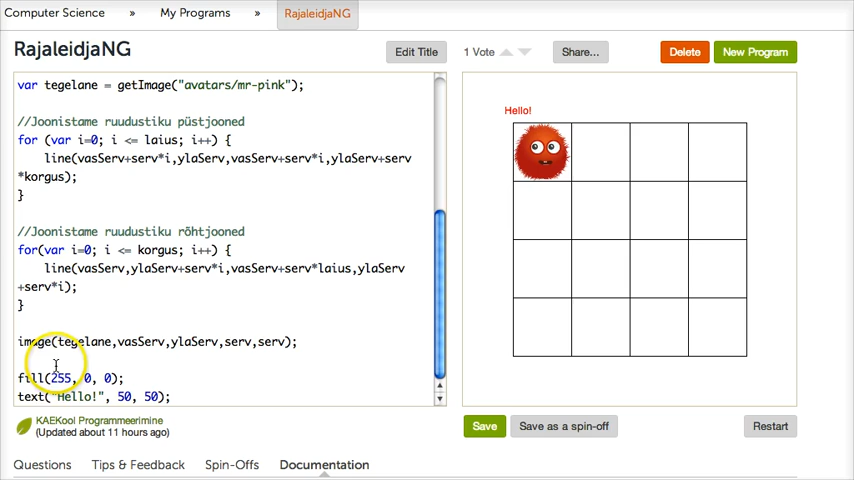 Computer Science » My Programs » RajaleidjaNG
RajaleidjaNG
Edit Title
1 Vote
Share...
Delete
New Program
var tegelane = getImage("avatars/mr-pink");
//Joonistame ruudustiku püstjooned
for (var i=0; i <= laius; i++) {
line(vasServ+serv*i,ylaServ,vasServ+serv*i,ylaServ+serv
*korgus);
}
//Joonistame ruudustiku rõhtjooned
for(var i=0; i <= korgus; i++) {
line(vasServ,ylaServ+serv*i,vasServ+serv*laius,ylaServ
+serv*i);
}
image(tegelane,vasServ,ylaServ,serv,serv);
fill(255, 0, 0);
text("Hello!", 50, 50);
Hello!
KAEKool Programmeerimine
(Updated about 11 hours ago)
Save
Save as a spin-off
Restart
Questions
Tips & Feedback
Spin-Offs
Documentation